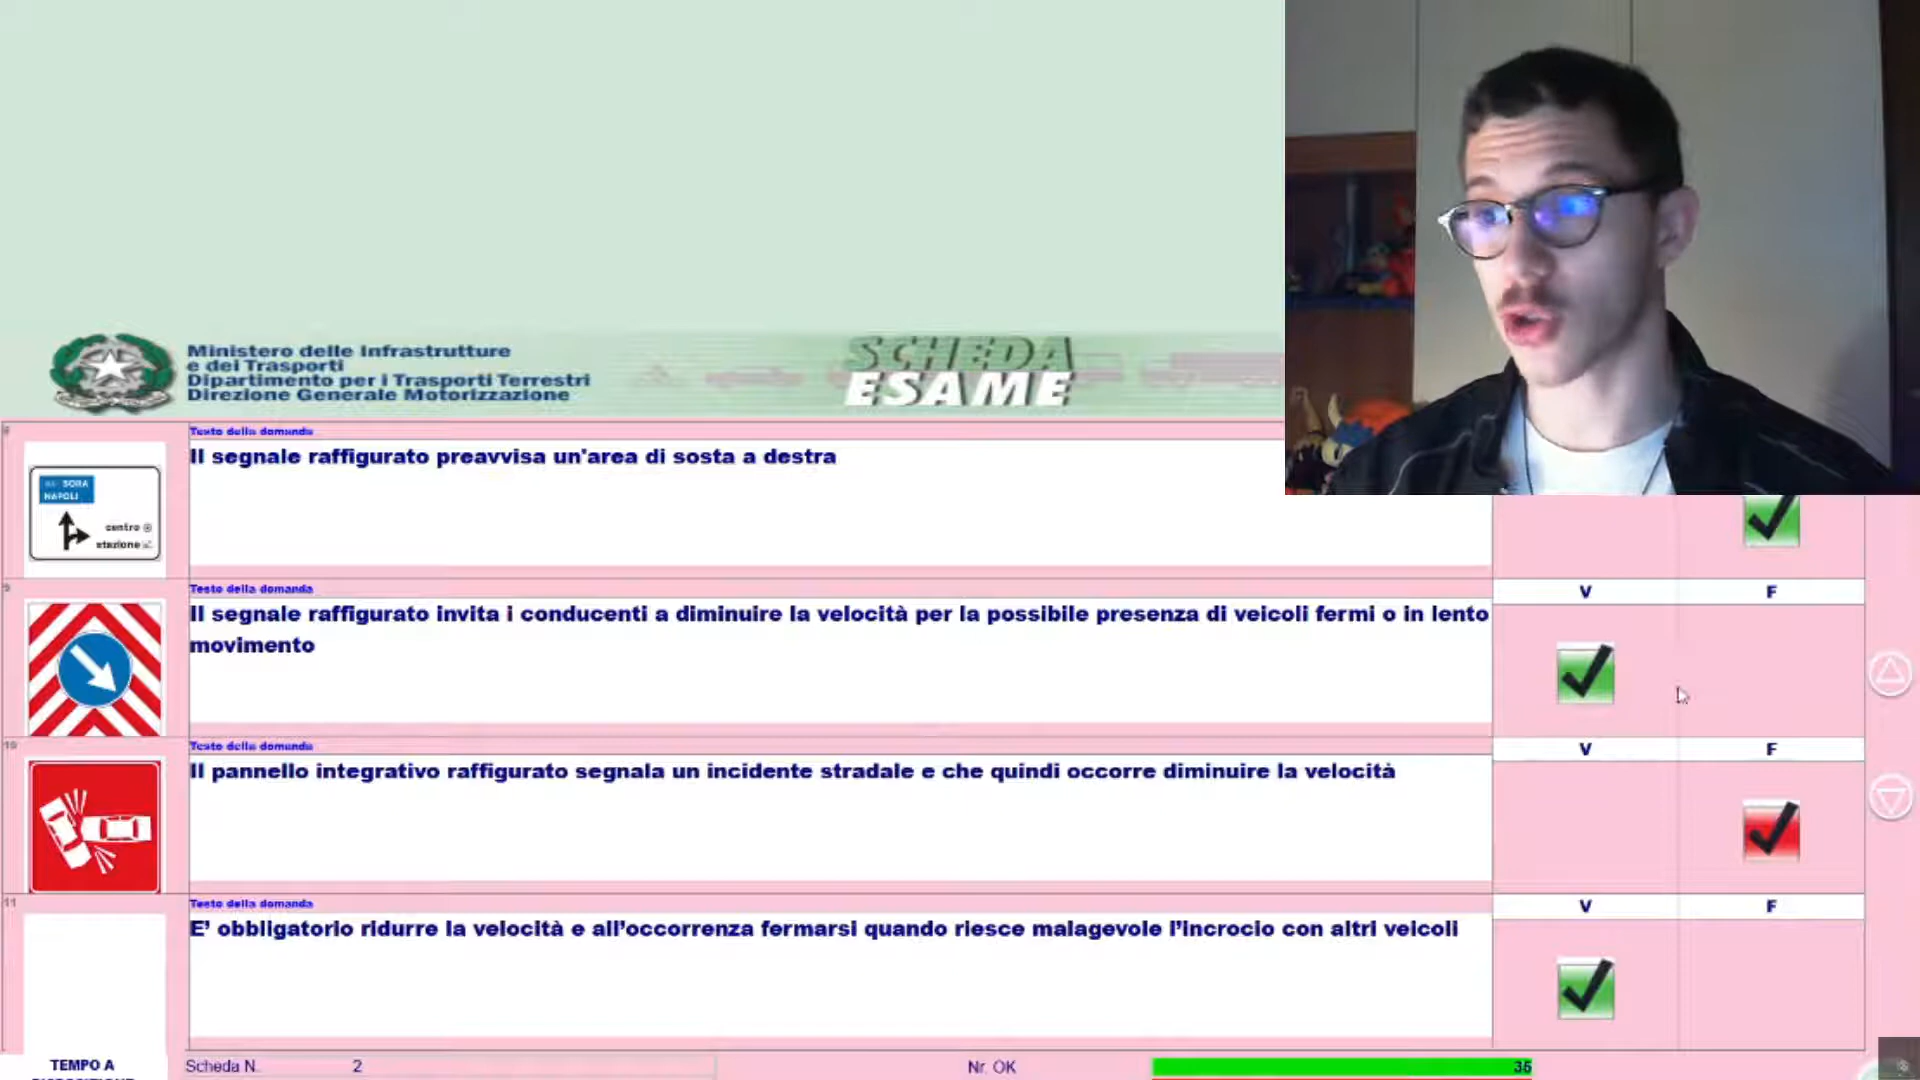 Ministero delle Infrastrutture
e dei Trasporti
Dipartimento per i Trasporti Terrestri
Direzione Generale Motorizzazione
SCHEDA
ESAME
8
Testo della domanda
Il segnale raffigurato preavvisa un'area di sosta a destra
SORA
NAPOLI
centro
stazione
9
Testo della domanda
V F
Il segnale raffigurato invita i conducenti a diminuire la velocità per la possibile presenza di veicoli fermi o in lento
movimento
10
Testo della domanda
V F
Il pannello integrativo raffigurato segnala un incidente stradale e che quindi occorre diminuire la velocità
11
Testo della domanda
V F
E' obbligatorio ridurre la velocità e all'occorrenza fermarsi quando riesce malagevole l'incrocio con altri veicoli
TEMPO A
Scheda N. 2
Nr. OK 35